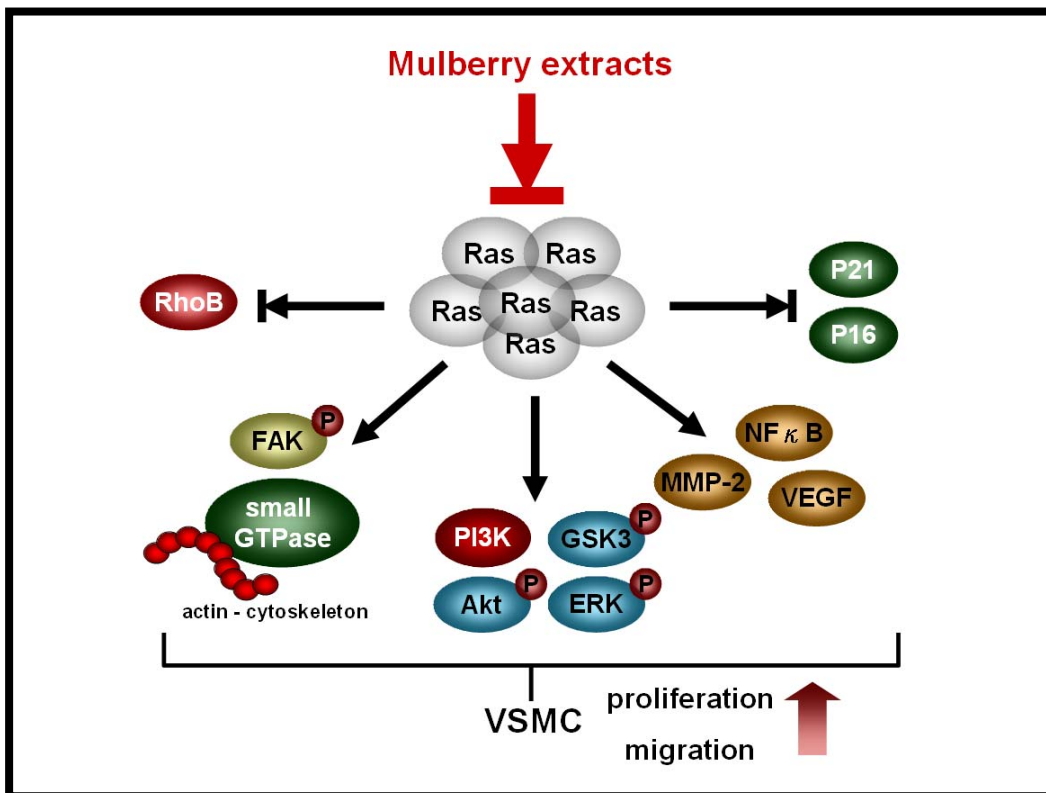 Mulberry extracts
Ras Ras
Ras Ras Ras
Ras
RhoB
P21
P16
FAK P
small
GTPase
actin - cytoskeleton
PI3K
GSK3 P
Akt P
ERK P
NFκB
MMP-2
VEGF
VSMC
proliferation
migration